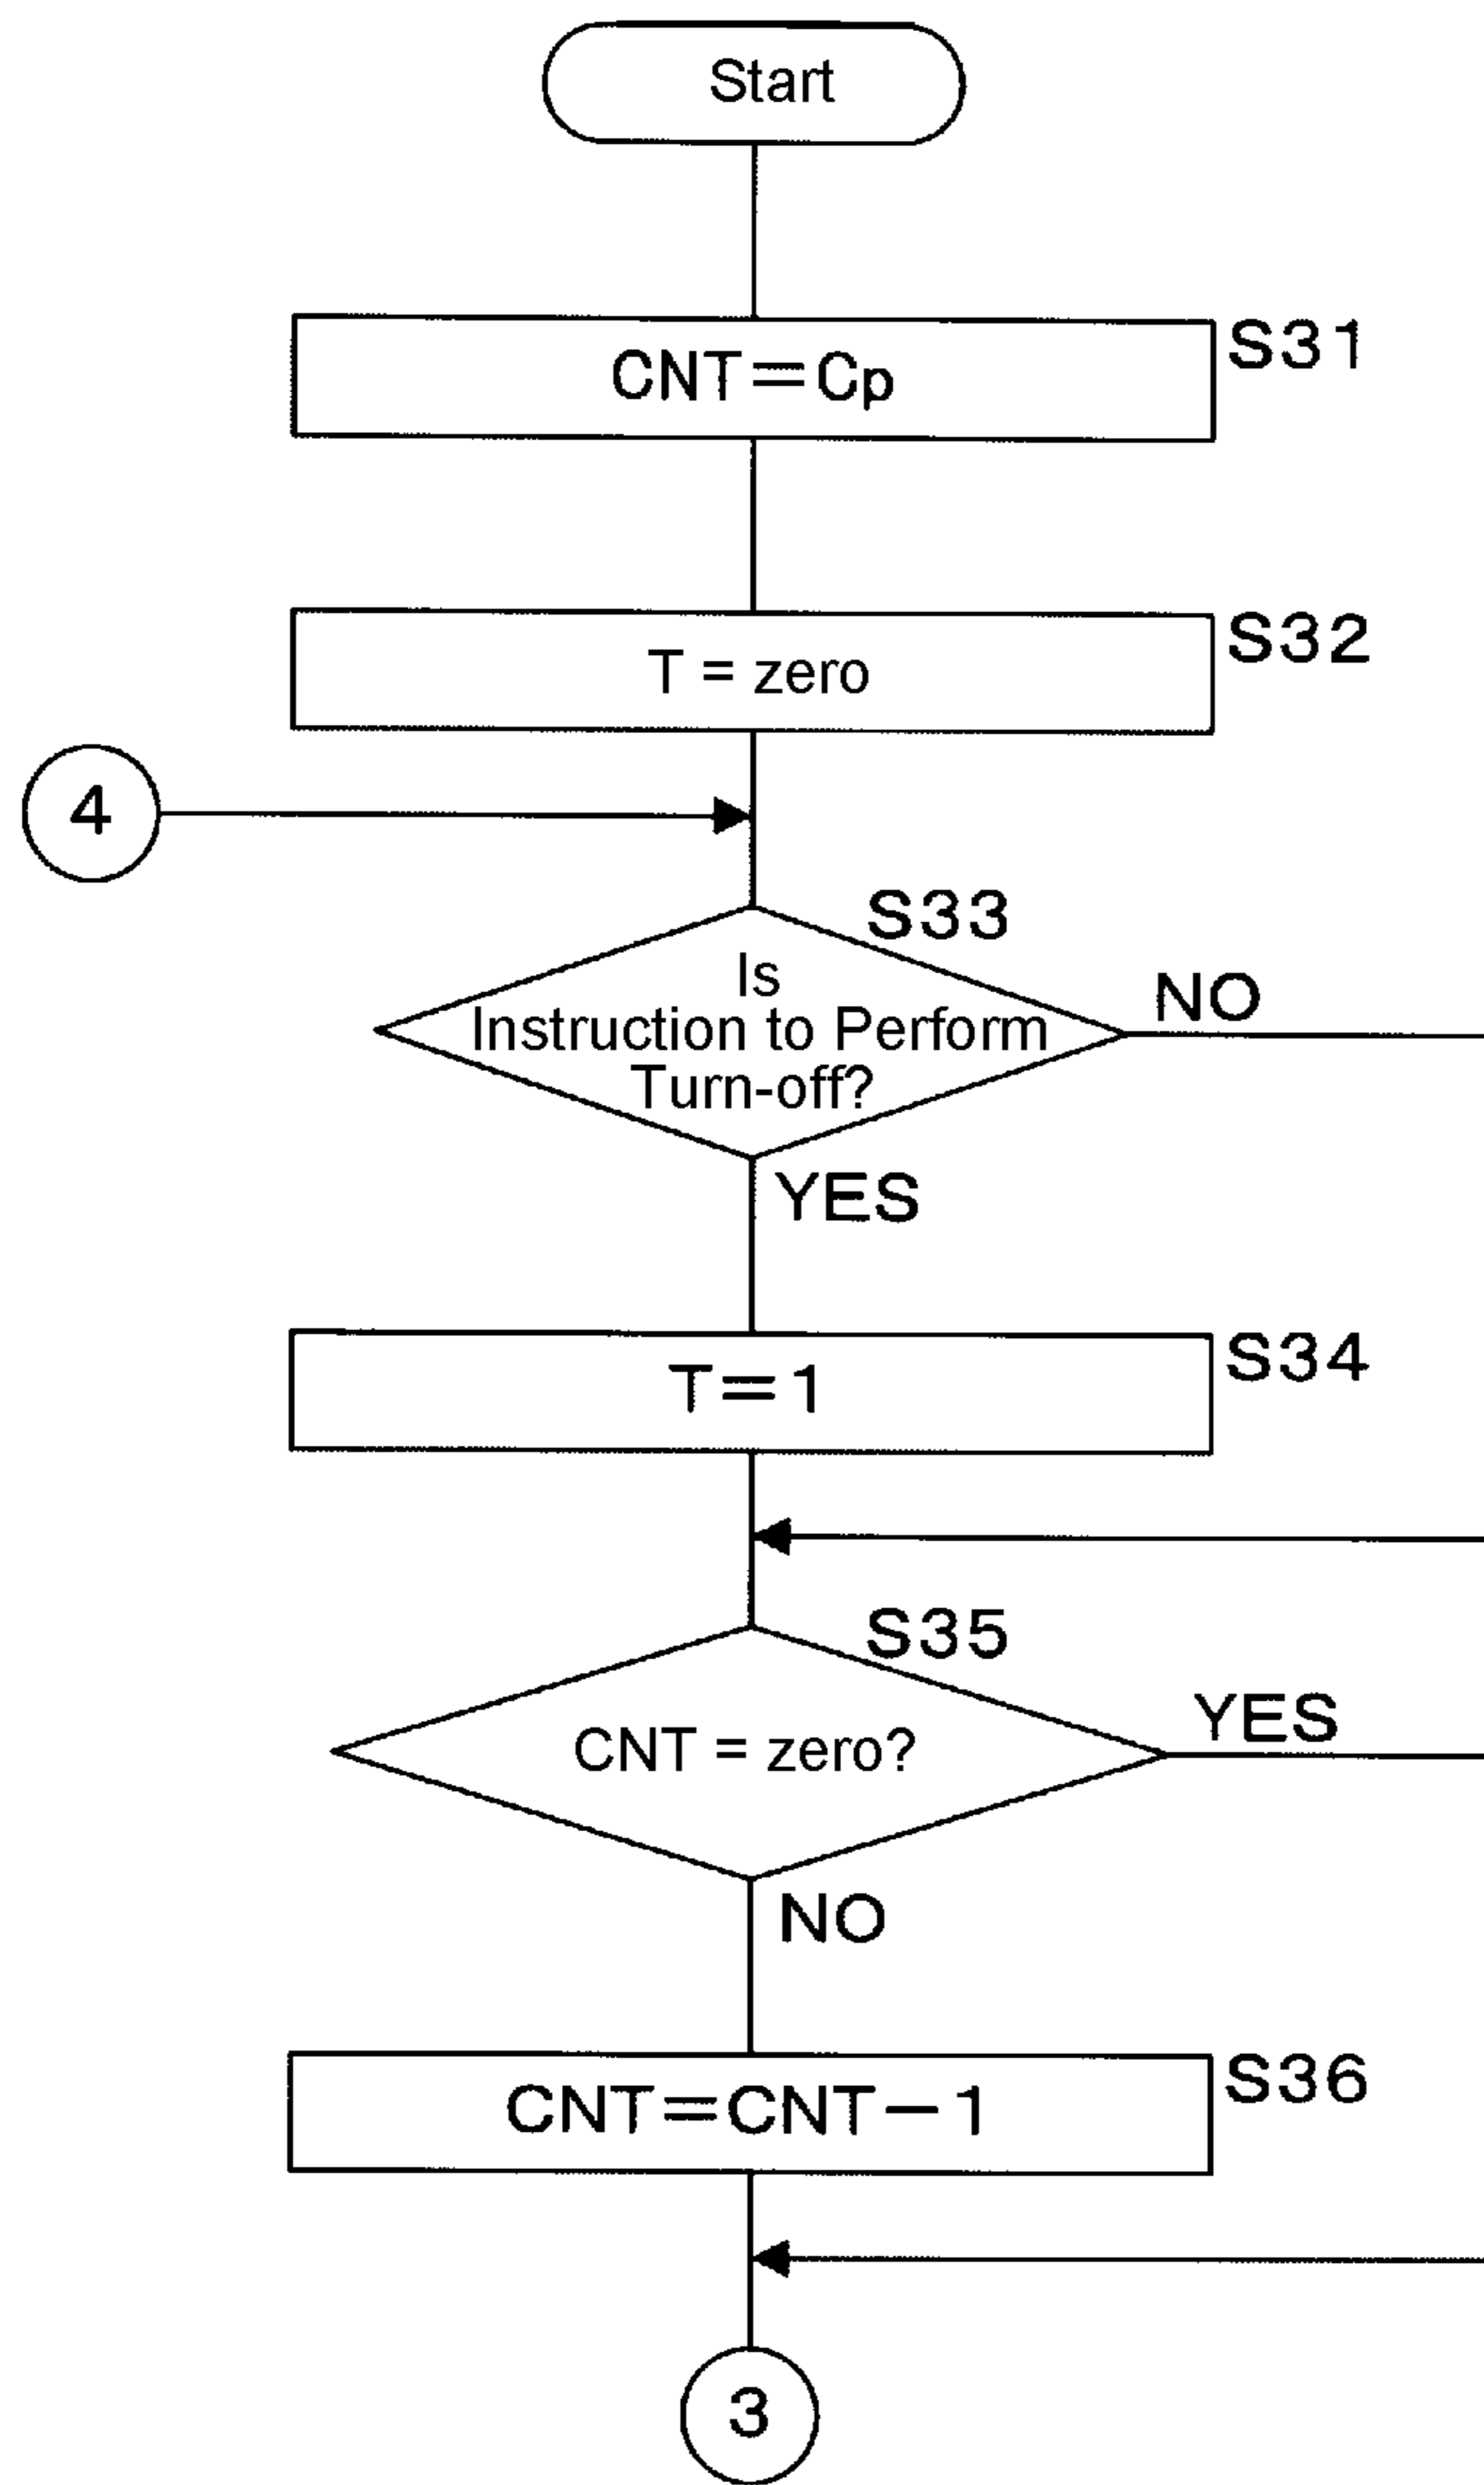 Start
CNT=Cp
S31
T = zero
S32
4
S33
Is
Instruction to Perform
Turn-off?
NO
YES
T=1
S34
S35
CNT = zero?
YES
NO
CNT=CNT-1
S36
3